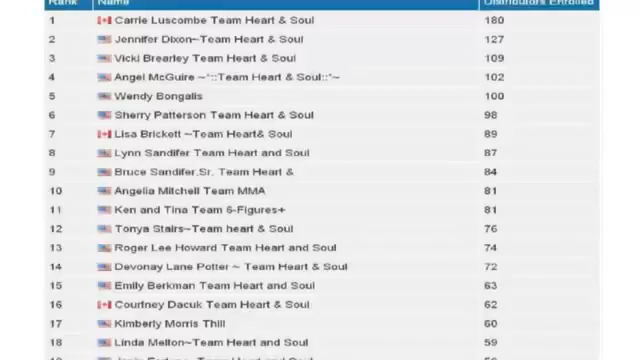 Rank Name Distributors Enrolled
1 Carrie Luscombe Team Heart & Soul 180
2 Jennifer Dixon~Team Heart & Soul 127
3 Vicki Brearley Team Heart & Soul 109
4 Angel McGuire ~*::Team Heart & Soul::*~ 102
5 Wendy Bongalis 100
6 Sherry Patterson Team Heart & Soul 98
7 Lisa Brickett ~Team Heart& Soul 89
8 Lynn Sandifer Team Heart and Soul 87
9 Bruce Sandifer.Sr. Team Heart & 84
10 Angelia Mitchell Team MMA 81
11 Ken and Tina Team 6-Figures+ 81
12 Tonya Stairs~Team heart & Soul 76
13 Roger Lee Howard Team Heart and Soul 74
14 Devonay Lane Potter ~ Team Heart & Soul 72
15 Emily Berkman Team Heart and Soul 63
16 Courtney Dacuk Team Heart & Soul 62
17 Kimberly Morris Thill 60
18 Linda Melton~Team Heart and Soul 59